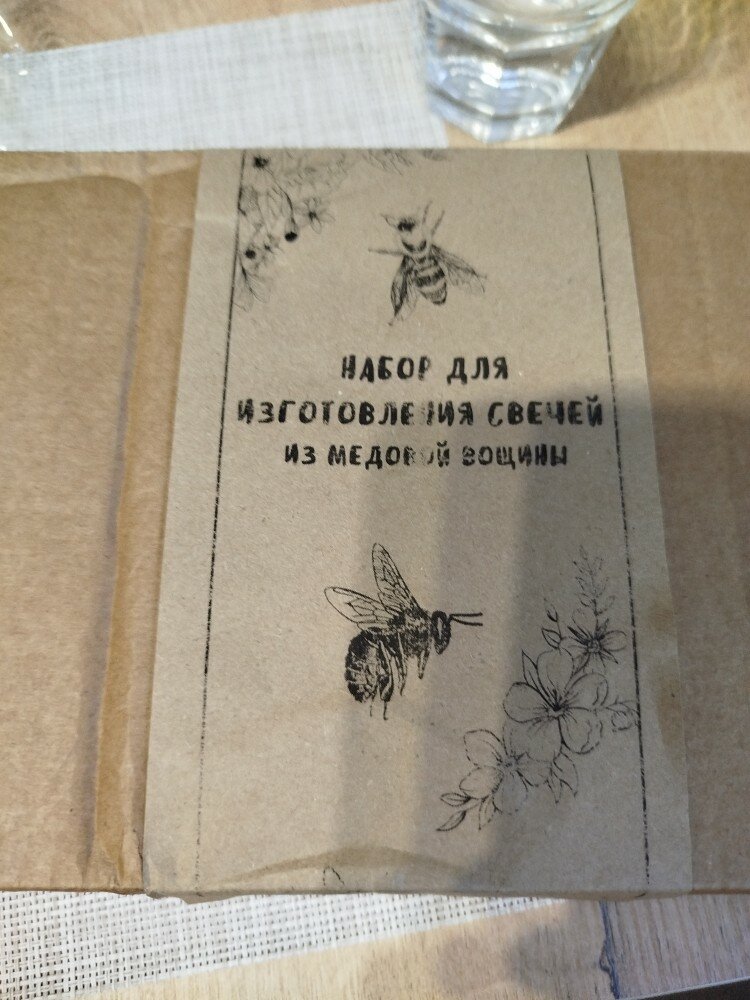 НАБОР ДЛЯ
ИЗГОТОВЛЕНИЯ СВЕЧЕЙ
ИЗ МЕДОВОЙ ВОЩИНЫ